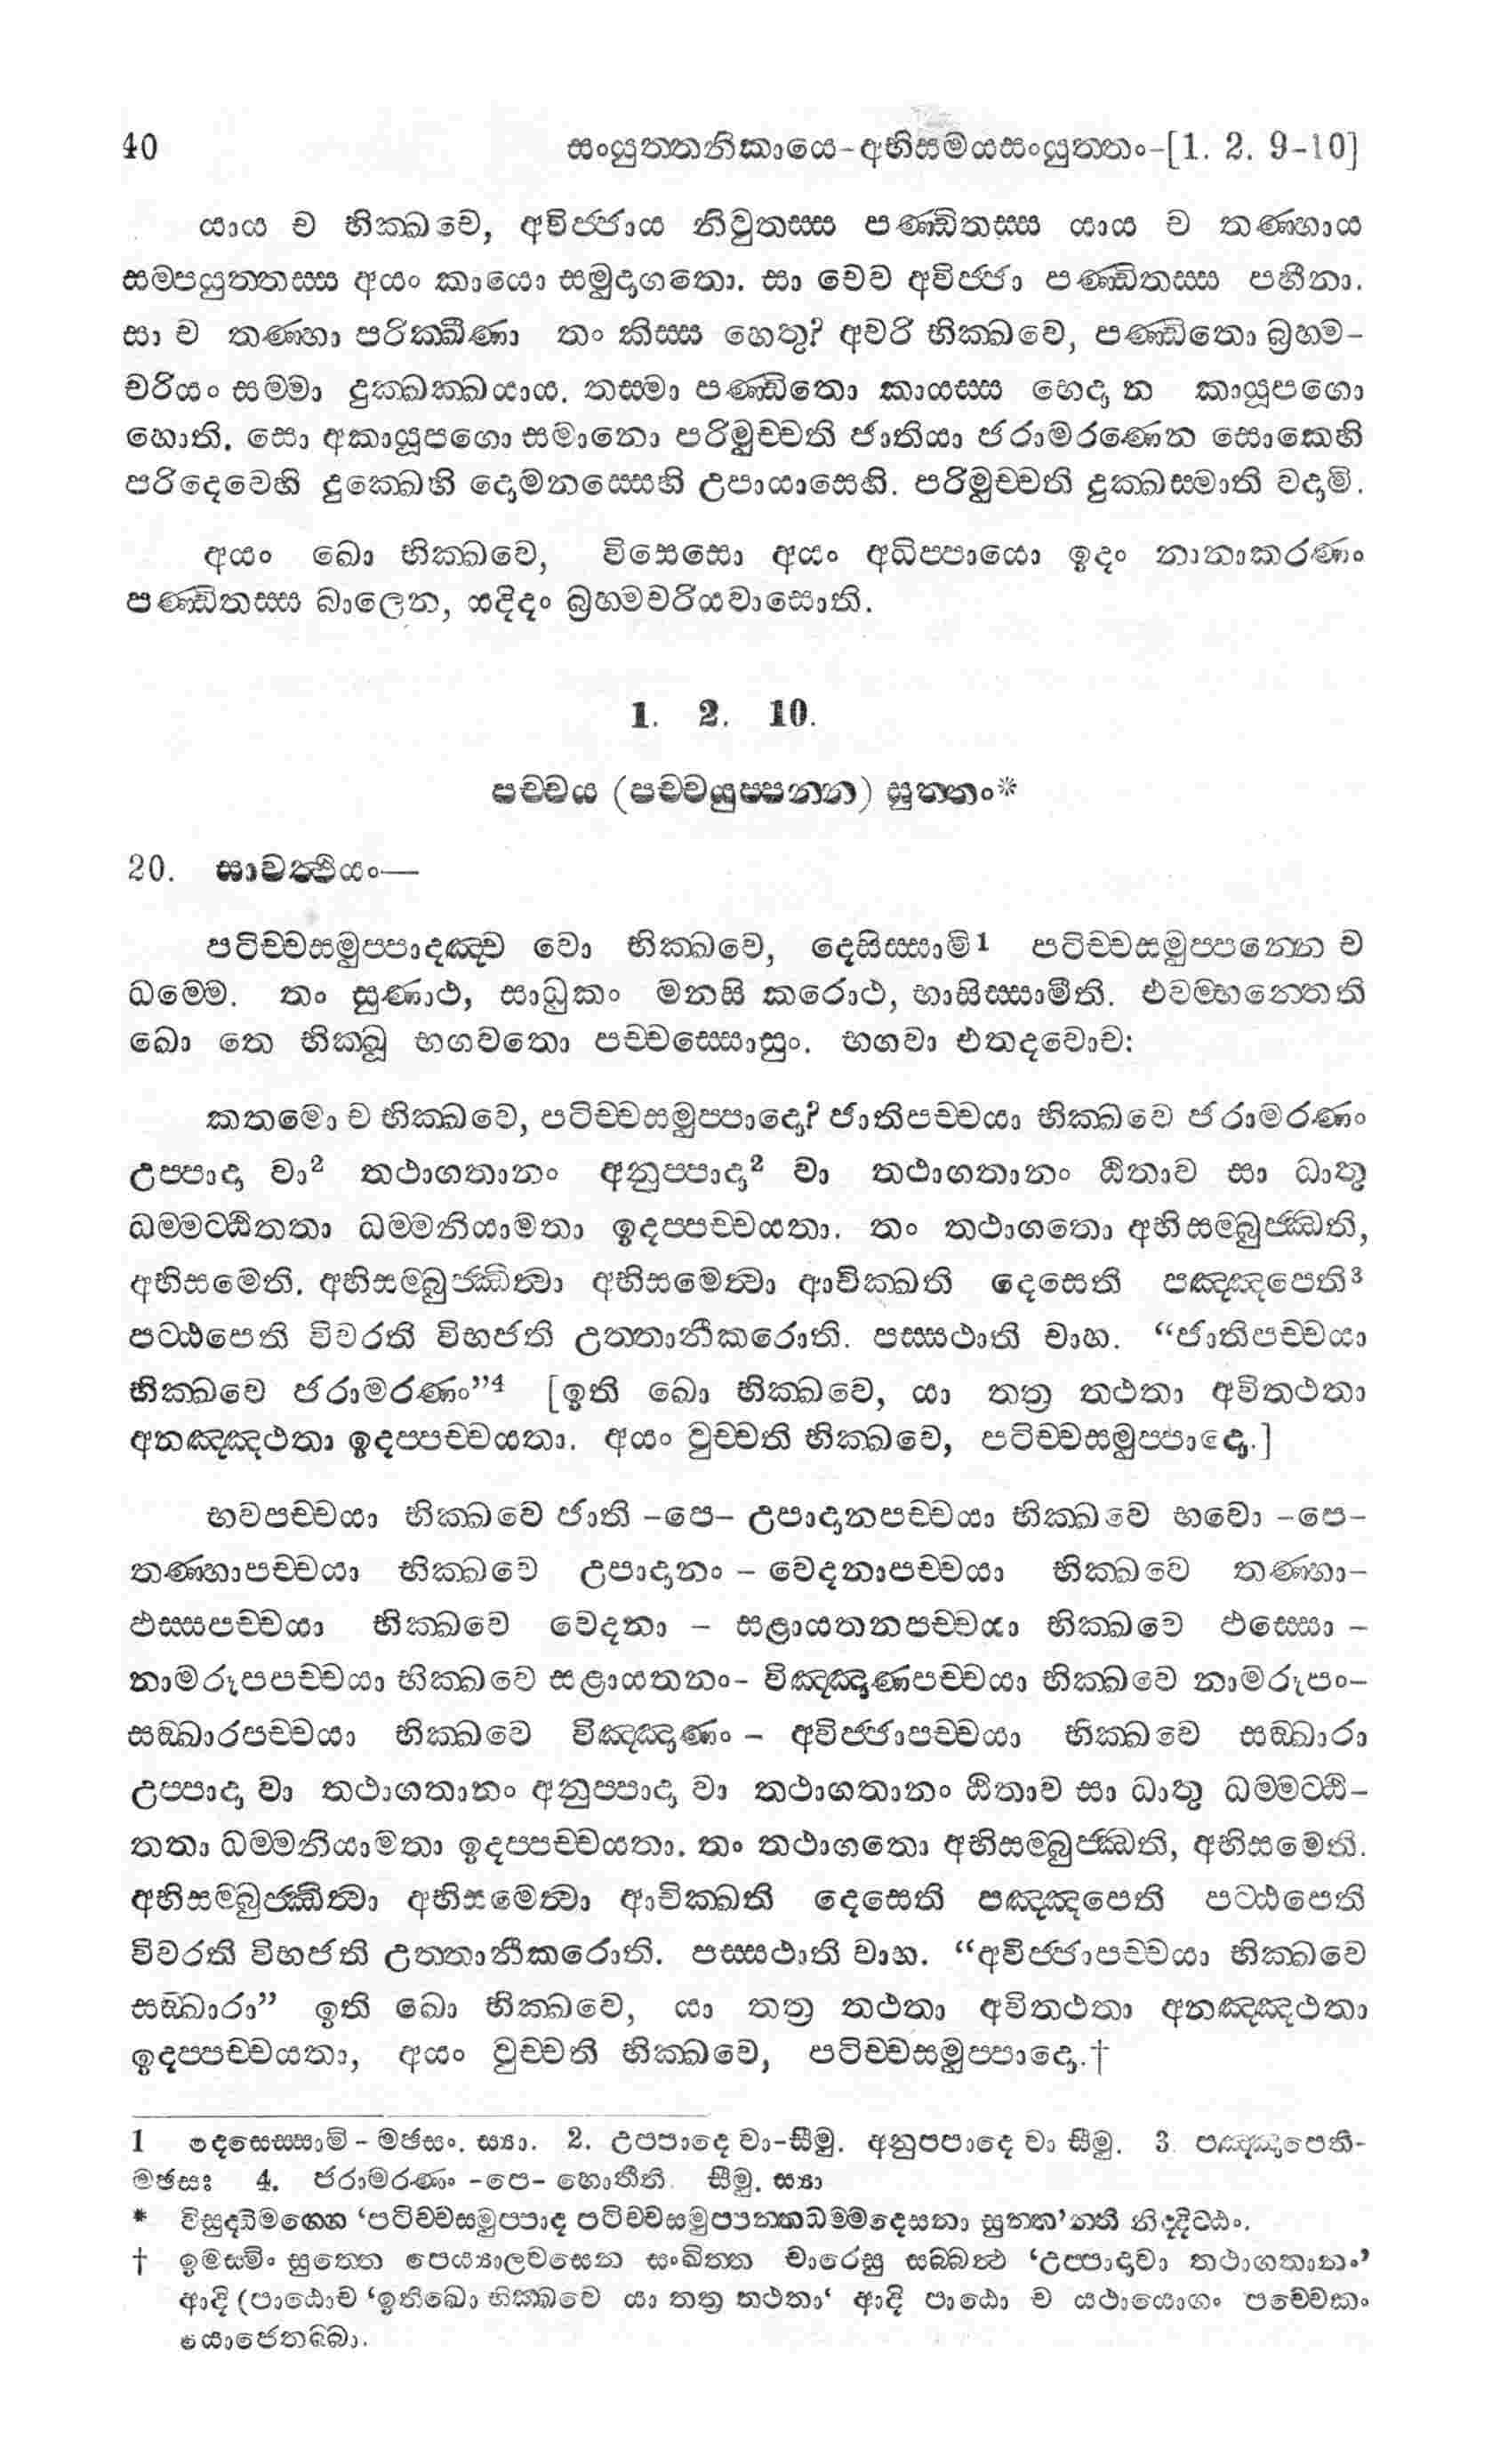 40 සංයුත්තනිකායෙ-අභිසමයසංයුත්තං-[1. 2. 9-10]
යාය ච භික්ඛවෙ, අවිජ්ජාය නිවුතස්ස පණ්ඩිතස්ස යාය ච තණ්හාය
සම්පයුත්තස්ස අයං කායො සමුදාගතො. සා චෙව අවිජ්ජා පණ්ඩිතස්ස පහීනා.
සා ච තණ්හා පරික්ඛීණා තං කිස්ස හෙතු? අචරි භික්ඛවෙ, පණ්ඩිතො බ්‍රහ්ම-
චරියං සම්මා දුක්ඛක්ඛයාය. තස්මා පණ්ඩිතො කායස්ස භෙදා න කායූපගො
හොති. සො අකායූපගො සමානො පරිමුච්චති ජාතියා ජරාමරණෙන සොකෙහි
පරිදෙවෙහි දුක්ඛෙහි දොමනස්සෙහි උපායාසෙහි. පරිමුච්චති දුක්ඛස්මාති වදාමි.
අයං ඛො භික්ඛවෙ, විසෙසො අයං අධිප්පායො ඉදං නානාකරණං
පණ්ඩිතස්ස බාලෙන, යදිදං බ්‍රහ්මචරියවාසොති.
1. 2. 10.
පච්චය (පච්චයුප්පන්න) සුත්තං*
20. සාවත්ථියං—
පටිච්චසමුප්පාදඤ්ච වො භික්ඛවෙ, දෙසිස්සාමි1 පටිච්චසමුප්පන්නෙ ච
ධම්මෙ. තං සුණාථ, සාධුකං මනසි කරොථ, භාසිස්සාමීති. එවම්භන්තෙති
ඛො තෙ භික්ඛූ භගවතො පච්චස්සොසුං. භගවා එතදවොච:
කතමො ච භික්ඛවෙ, පටිච්චසමුප්පාදො? ජාතිපච්චයා භික්ඛවෙ ජරාමරණං
උප්පාදා වා2 තථාගතානං අනුප්පාදා2 වා තථාගතානං ඨිතාව සා ධාතු
ධම්මට්ඨිතතා ධම්මනියාමතා ඉදප්පච්චයතා. තං තථාගතො අභිසම්බුජ්ඣති,
අභිසමෙති. අභිසම්බුජ්ඣිත්වා අභිසමෙත්වා ආචික්ඛති දෙසෙති පඤ්ඤපෙති3
පට්ඨපෙති විවරති විභජති උත්තානීකරොති. පස්සථාති චාහ. “ජාතිපච්චයා
භික්ඛවෙ ජරාමරණං”4 [ඉති ඛො භික්ඛවෙ, යා තත්‍ර තථතා අවිතථතා
අනඤ්ඤථතා ඉදප්පච්චයතා. අයං වුච්චති භික්ඛවෙ, පටිච්චසමුප්පාදො.]
භවපච්චයා භික්ඛවෙ ජාති -පෙ- උපාදානපච්චයා භික්ඛවෙ භවො -පෙ-
තණ්හාපච්චයා භික්ඛවෙ උපාදානං - වෙදනාපච්චයා භික්ඛවෙ තණ්හා-
ඵස්සපච්චයා භික්ඛවෙ වෙදනා - සළායතනපච්චයා භික්ඛවෙ ඵස්සො -
නාමරූපපච්චයා භික්ඛවෙ සළායතනං- විඤ්ඤාණපච්චයා භික්ඛවෙ නාමරූපං-
සඞ්ඛාරපච්චයා භික්ඛවෙ විඤ්ඤාණං - අවිජ්ජාපච්චයා භික්ඛවෙ සඞ්ඛාරා
උප්පාදා වා තථාගතානං අනුප්පාදා වා තථාගතානං ඨිතාව සා ධාතු ධම්මට්ඨි-
තතා ධම්මනියාමතා ඉදප්පච්චයතා. තං තථාගතො අභිසම්බුජ්ඣති, අභිසමෙති.
අභිසම්බුජ්ඣිත්වා අභිසමෙත්වා ආචික්ඛති දෙසෙති පඤ්ඤපෙති පට්ඨපෙති
විවරති විභජති උත්තානීකරොති. පස්සථාති චාහ. “අවිජ්ජාපච්චයා භික්ඛවෙ
සඞ්ඛාරා” ඉති ඛො භික්ඛවෙ, යා තත්‍ර තථතා අවිතථතා අනඤ්ඤථතා
ඉදප්පච්චයතා, අයං වුච්චති භික්ඛවෙ, පටිච්චසමුප්පාදො.†
1 දෙසෙස්සාමි - මඡසං. ස්‍යා. 2. උප්පාදෙ වා-සීමු. අනුප්පාදෙ වා සීමු. 3 පඤ්ඤාපෙති-
මඡසං 4. ජරාමරණං -පෙ- හොතීති. සීමු. ස්‍යා
* විසුද්ධිමග්ගෙන ‘පටිච්චසමුප්පාද පටිච්චසමුප්පන්නධම්මදෙසනා සුත්ත’න්ති නිද්දිට්ඨං.
† ඉමස්මිං සුත්තෙ පෙය්‍යාලවසෙන සංඛිත්ත වාරෙසු සබ්බත්ථ ‘උප්පාදාවා තථාගතානං’
ආදි (පාඨොච ‘ඉතිඛො භික්ඛවෙ යා තත්‍ර තථතා‘ ආදි පාඨො ච යථායොගං පච්චෙකං
යොජෙතබ්බා.